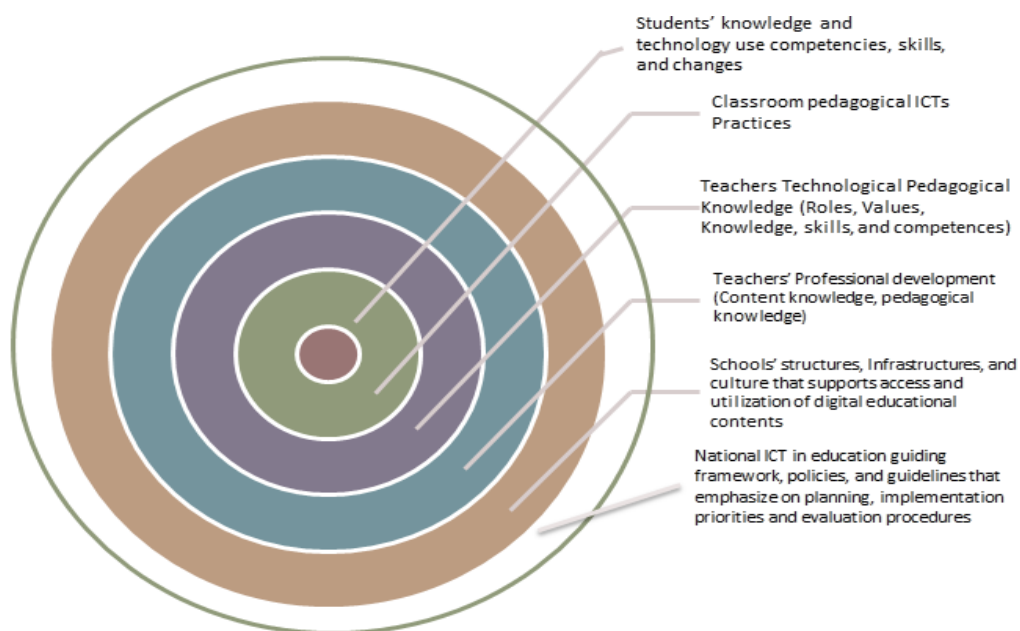 Students' knowledge and
technology use competencies, skills,
and changes
Classroom pedagogical ICTs
Practices
Teachers Technological Pedagogical
Knowledge (Roles, Values,
Knowledge, skills, and competences)
Teachers' Professional development
(Content knowledge, pedagogical
knowledge)
Schools' structures, Infrastructures, and
culture that supports access and
utilization of digital educational
contents
National ICT in education guiding
framework, policies, and guidelines that
emphasize on planning, implementation
priorities and evaluation procedures